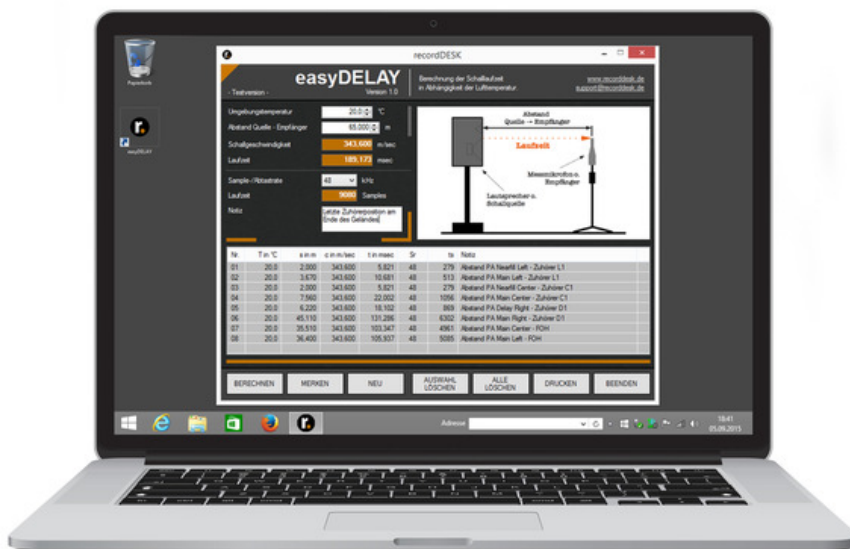 recordDESK
Papierkorb
easyDELAY
- Testversion -
easyDELAY
Version 1.0
Berechnung der Schalllaufzeit
in Abhängigkeit der Lufttemperatur
www.recorddesk.de
support@recorddesk.de
Umgebungstemperatur 20,0 °C
Abstand Quelle - Empfänger 65,000 m
Schallgeschwindigkeit 343,600 m/sec
Laufzeit 189,173 msec
Sample-/Abtastrate 48 kHz
Laufzeit 9080 Samples
Notiz
Letzte Zuhörerposition am
Ende des Geländes
Abstand
Quelle → Empfänger
Laufzeit
Messmikrofon o.
Empfänger
Lautsprecher o.
Schallquelle
Nr. T in °C s in m c in m/sec t in msec Sr ts Notiz
01 20,0 2,000 343,600 5,821 48 279 Abstand PA Nearfill Left - Zuhörer L1
02 20,0 3,670 343,600 10,681 48 513 Abstand PA Main Left - Zuhörer L1
03 20,0 2,000 343,600 5,821 48 279 Abstand PA Nearfill Center - Zuhörer C1
04 20,0 7,560 343,600 22,002 48 1056 Abstand PA Main Center - Zuhörer C1
05 20,0 6,220 343,600 18,102 48 869 Abstand PA Delay Right - Zuhörer D1
06 20,0 45,110 343,600 131,286 48 6302 Abstand PA Main Right - Zuhörer D1
07 20,0 35,510 343,600 103,347 48 4961 Abstand PA Main Center - FOH
08 20,0 36,400 343,600 105,937 48 5085 Abstand PA Main Left - FOH
BERECHNEN MERKEN NEU AUSWAHL LÖSCHEN ALLE LÖSCHEN DRUCKEN BEENDEN
Adresse
18:41
05.09.2015